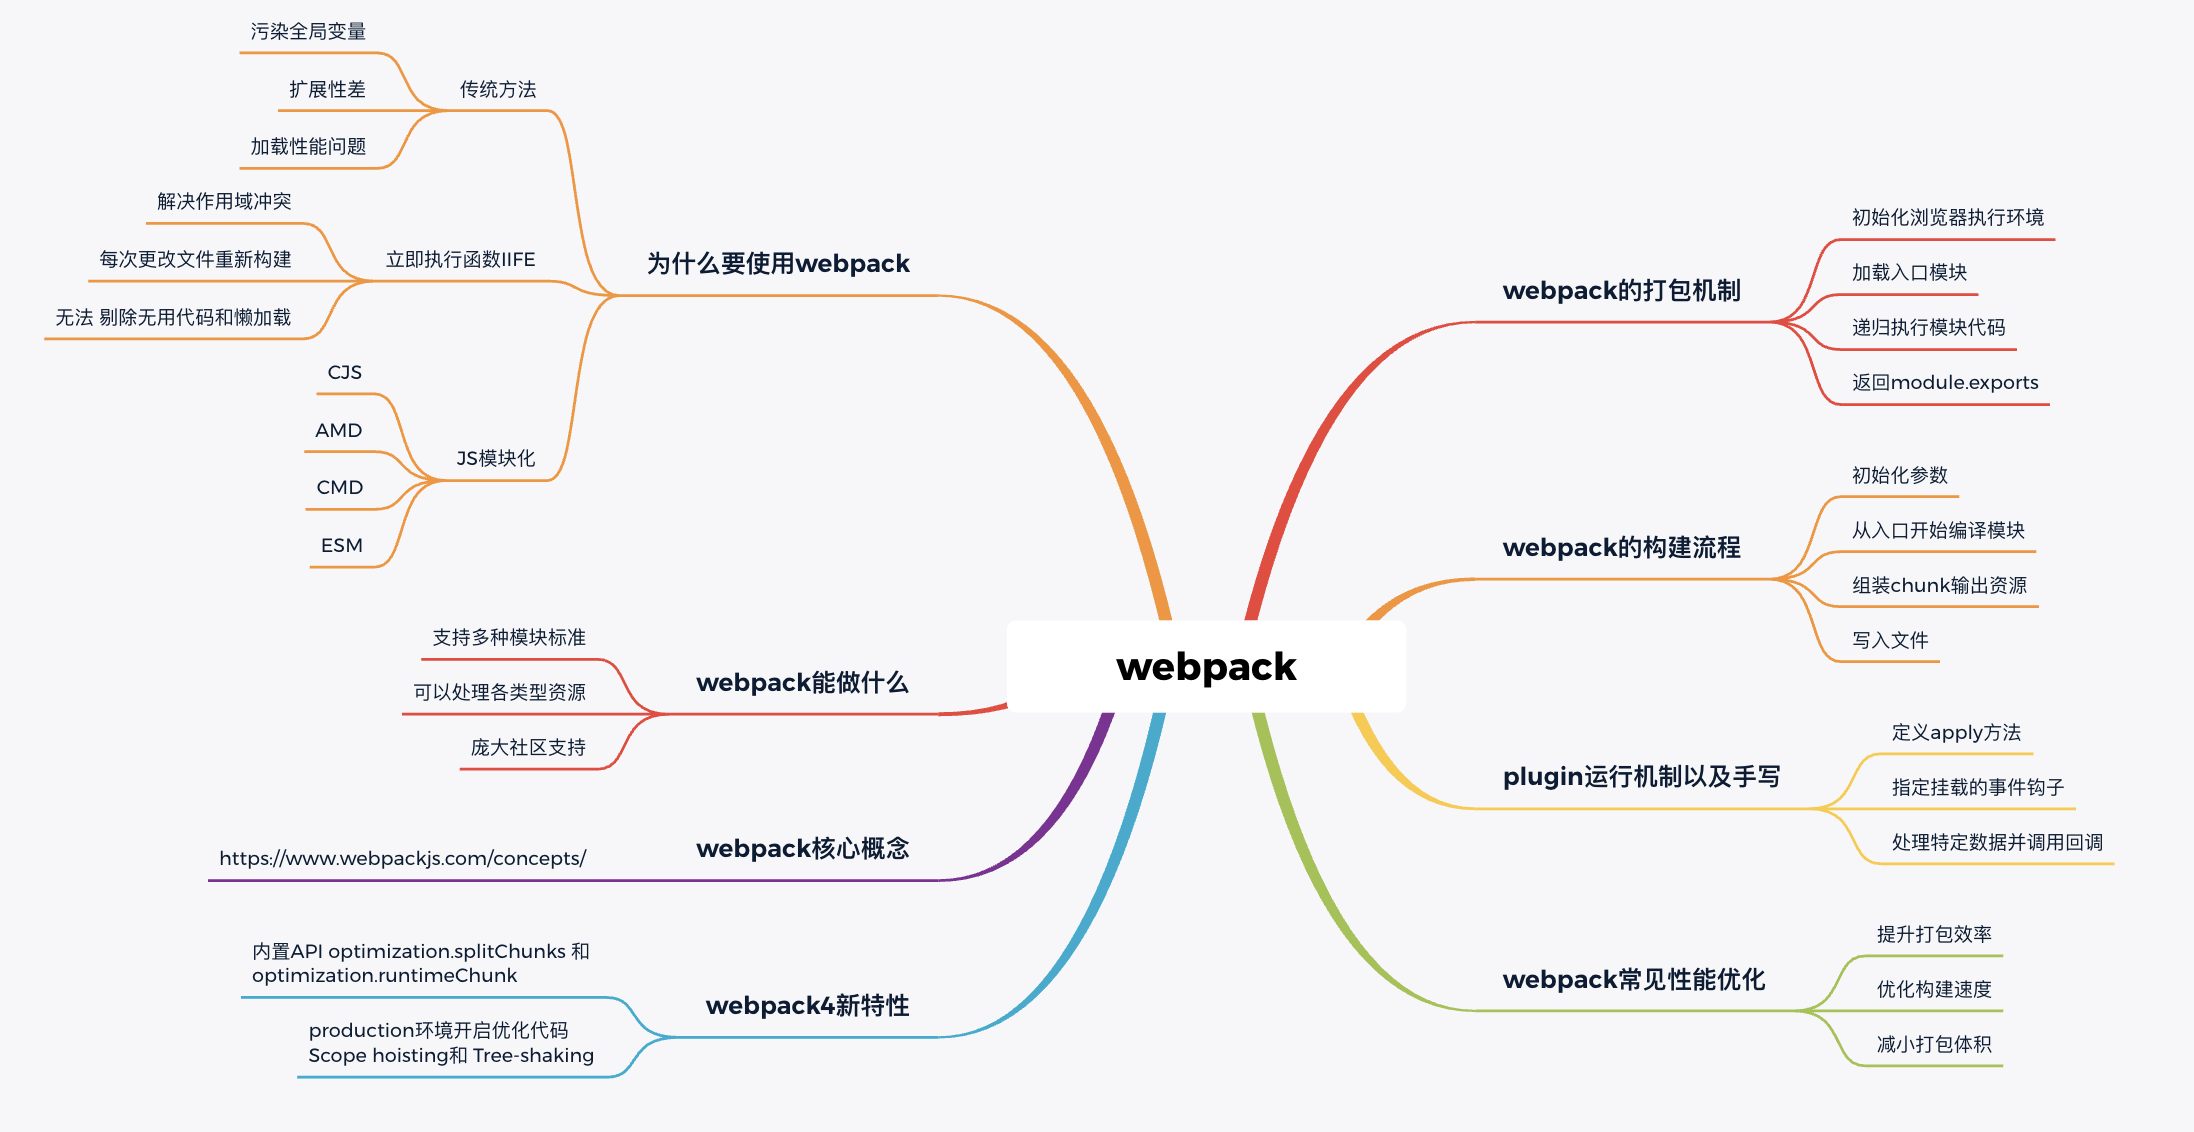 webpack
为什么要使用webpack
传统方法
污染全局变量
扩展性差
加载性能问题
立即执行函数IIFE
解决作用域冲突
每次更改文件重新构建
无法 剔除无用代码和懒加载
JS模块化
CJS
AMD
CMD
ESM
webpack能做什么
支持多种模块标准
可以处理各类型资源
庞大社区支持
webpack核心概念
https://www.webpackjs.com/concepts/
webpack4新特性
内置API optimization.splitChunks 和
optimization.runtimeChunk
production环境开启优化代码
Scope hoisting和 Tree-shaking
webpack的打包机制
初始化浏览器执行环境
加载入口模块
递归执行模块代码
返回module.exports
webpack的构建流程
初始化参数
从入口开始编译模块
组装chunk输出资源
写入文件
plugin运行机制以及手写
定义apply方法
指定挂载的事件钩子
处理特定数据并调用回调
webpack常见性能优化
提升打包效率
优化构建速度
减小打包体积